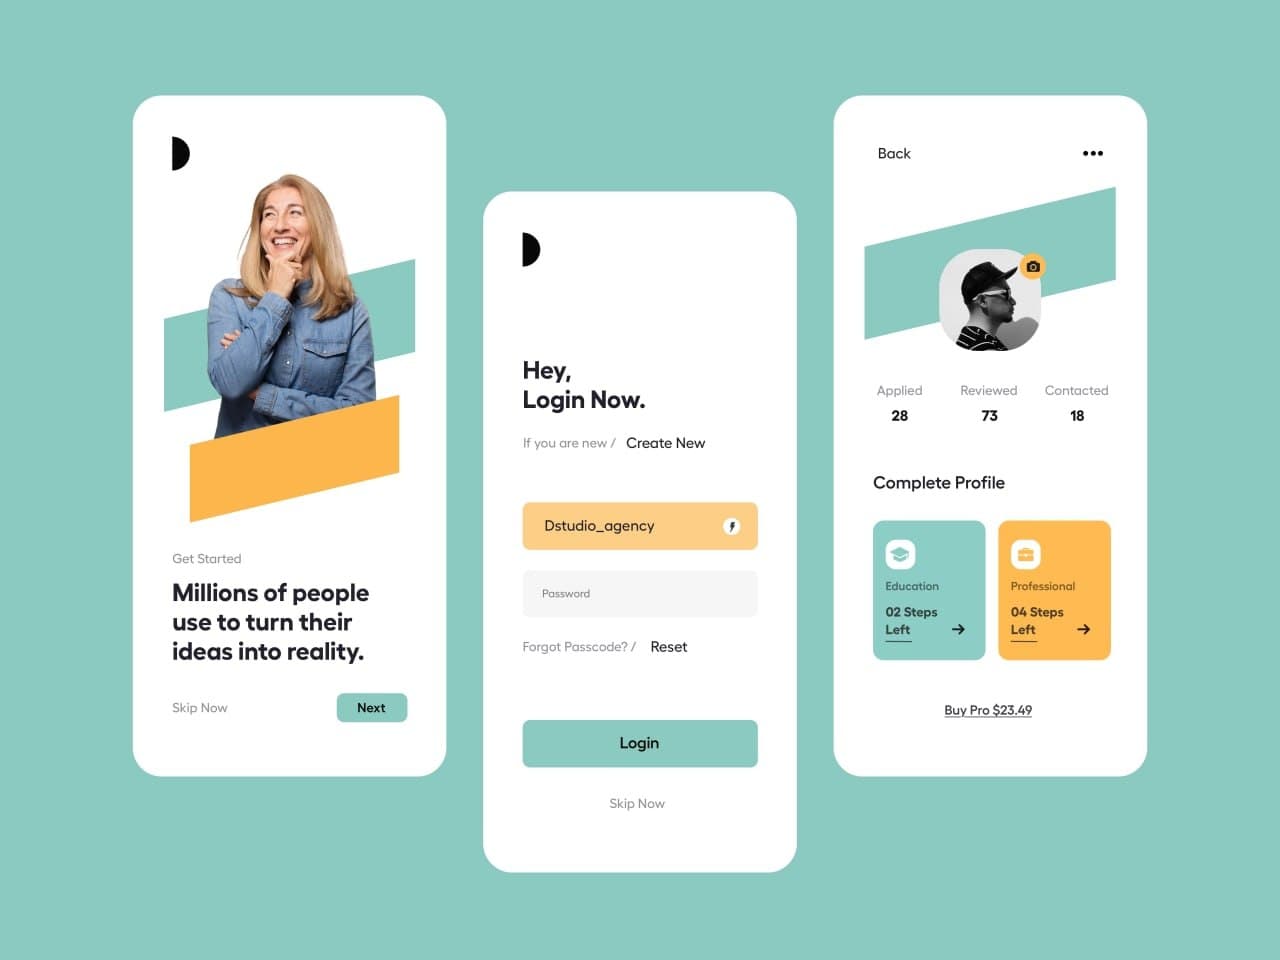 Get Started
Millions of people
use to turn their
ideas into reality.
Skip Now
Next
Hey,
Login Now.
If you are new / Create New
Dstudio_agency
Password
Forgot Passcode? / Reset
Login
Skip Now
Back
Applied Reviewed Contacted
28 73 18
Complete Profile
Education
02 Steps
Left
Professional
04 Steps
Left
Buy Pro $23.49